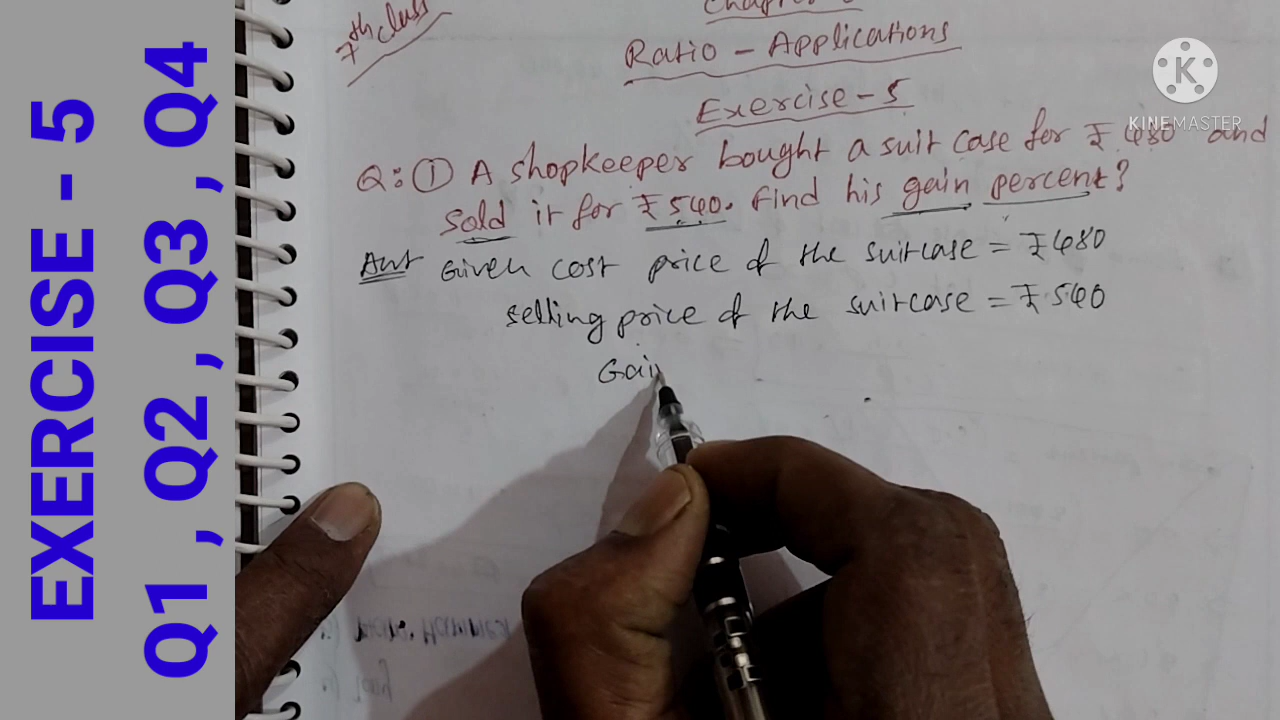 EXERCISE - 5
Q1 , Q2 , Q3 , Q4
7th class
Ratio - Applications
Exercise - 5
K
KINEMASTER
Q:① A shopkeeper bought a suit case for ₹ 480 and
sold it for ₹ 540. Find his gain percent?
Ans Given cost price of the suitcase = ₹ 480
selling price of the suitcase = ₹ 540
Gain